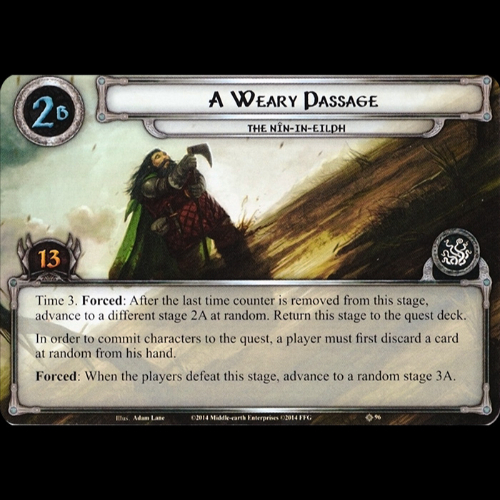 2B
A Weary Passage
The Nîn-in-Eilph
13
Time 3. Forced: After the last time counter is removed from this stage,
advance to a different stage 2A at random. Return this stage to the quest deck.
In order to commit characters to the quest, a player must first discard a card
at random from his hand.
Forced: When the players defeat this stage, advance to a random stage 3A.
Illus. Adam Lane ©2014 Middle-earth Enterprises ©2014 FFG 96